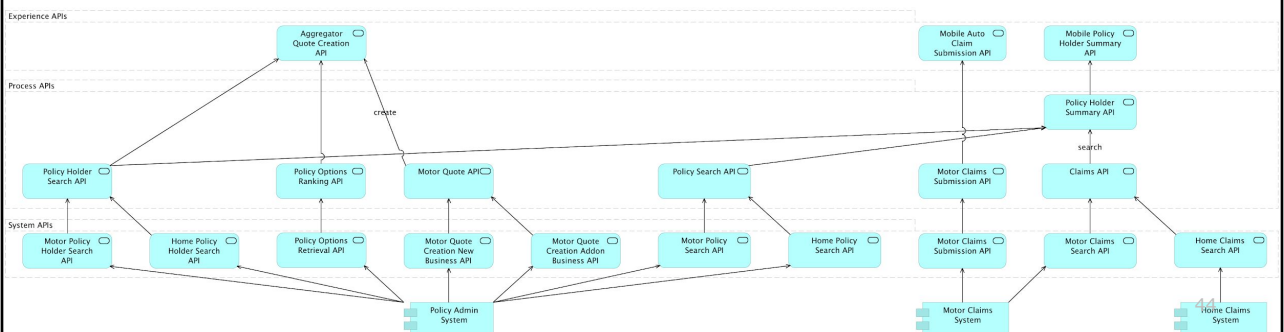 Experience APIs
Aggregator
Quote Creation
API
Mobile Auto
Claim
Submission API
Mobile Policy
Holder Summary
API
Process APIs
Policy Holder
Summary API
create
search
Policy Holder
Search API
Policy Options
Ranking API
Motor Quote API
Policy Search API
Motor Claims
Submission API
Claims API
System APIs
Motor Policy
Holder Search
API
Home Policy
Holder Search
API
Policy Options
Retrieval API
Motor Quote
Creation New
Business API
Motor Quote
Creation Addon
Business API
Motor Policy
Search API
Home Policy
Search API
Motor Claims
Submission API
Motor Claims
Search API
Home Claims
Search API
Policy Admin
System
Motor Claims
System
44
Home Claims
System